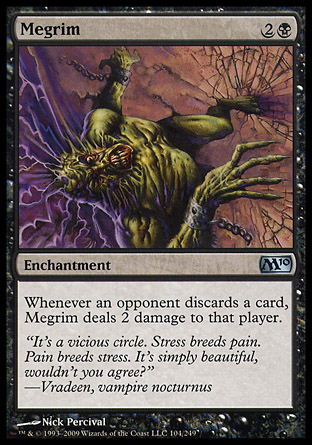 Megrim 2
Enchantment M10
Whenever an opponent discards a card,
Megrim deals 2 damage to that player.
"It's a vicious circle. Stress breeds pain.
Pain breeds stress. It's simply beautiful,
wouldn't you agree?"
—Vradeen, vampire nocturnus
Nick Percival
™ & © 1993–2009 Wizards of the Coast LLC 104/249